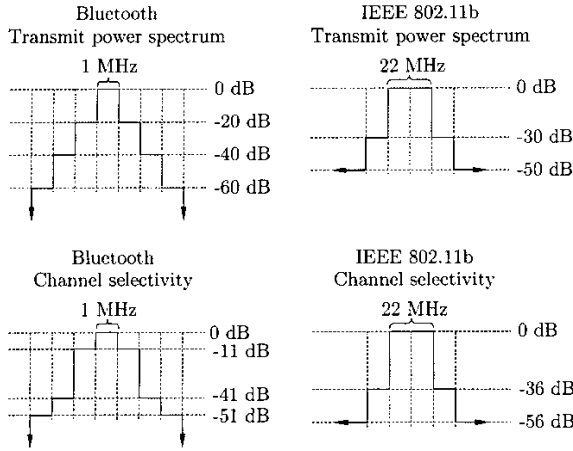 Bluetooth
Transmit power spectrum
1 MHz
0 dB
-20 dB
-40 dB
-60 dB
IEEE 802.11b
Transmit power spectrum
22 MHz
0 dB
-30 dB
-50 dB
Bluetooth
Channel selectivity
1 MHz
0 dB
-11 dB
-41 dB
-51 dB
IEEE 802.11b
Channel selectivity
22 MHz
0 dB
-36 dB
-56 dB